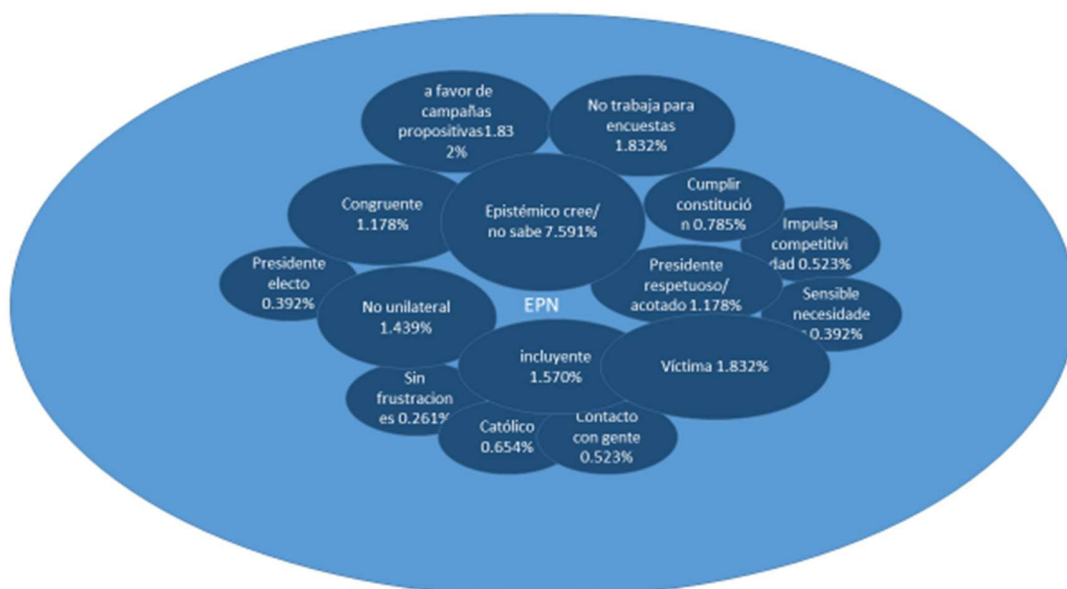 a favor de
campañas
propositivas1.83
2%
No trabaja para
encuestas
1.832%
Congruente
1.178%
Epistémico cree/
no sabe 7.591%
Cumplir
constitució
n 0.785%
Impulsa
competitivi
dad 0.523%
Presidente
electo
0.392%
No unilateral
1.439%
EPN
Presidente
respetuoso/
acotado 1.178%
Sensible
necesidade
s 0.392%
incluyente
1.570%
Víctima 1.832%
Sin
frustracion
es 0.261%
Católico
0.654%
Contacto
con gente
0.523%